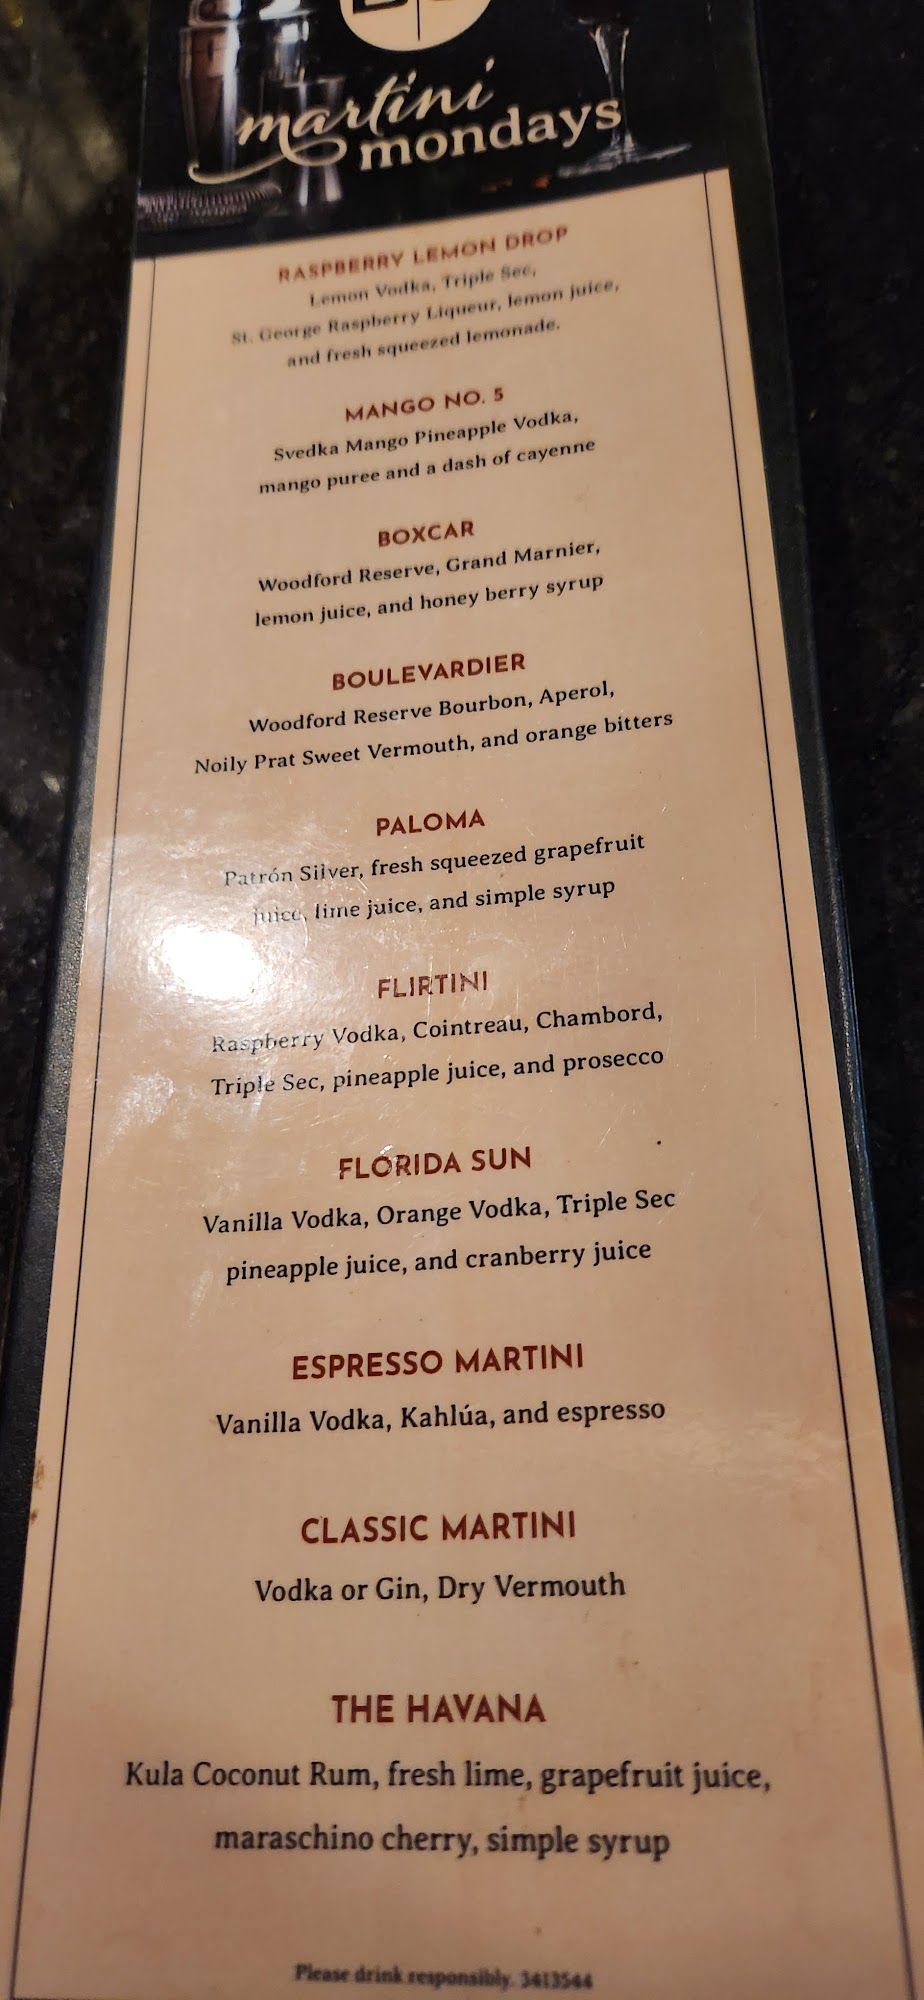 martini
mondays
RASPBERRY LEMON DROP
Lemon Vodka, Triple Sec,
St. George Raspberry Liqueur, lemon juice,
and fresh squeezed lemonade.
MANGO NO. 5
Svedka Mango Pineapple Vodka,
mango puree and a dash of cayenne
BOXCAR
Woodford Reserve, Grand Marnier,
lemon juice, and honey berry syrup
BOULEVARDIER
Woodford Reserve Bourbon, Aperol,
Noily Prat Sweet Vermouth, and orange bitters
PALOMA
Patrón Silver, fresh squeezed grapefruit
juice, lime juice, and simple syrup
FLIRTINI
Raspberry Vodka, Cointreau, Chambord,
Triple Sec, pineapple juice, and prosecco
FLORIDA SUN
Vanilla Vodka, Orange Vodka, Triple Sec
pineapple juice, and cranberry juice
ESPRESSO MARTINI
Vanilla Vodka, Kahlúa, and espresso
CLASSIC MARTINI
Vodka or Gin, Dry Vermouth
THE HAVANA
Kula Coconut Rum, fresh lime, grapefruit juice,
maraschino cherry, simple syrup
Please drink responsibly. 3413544